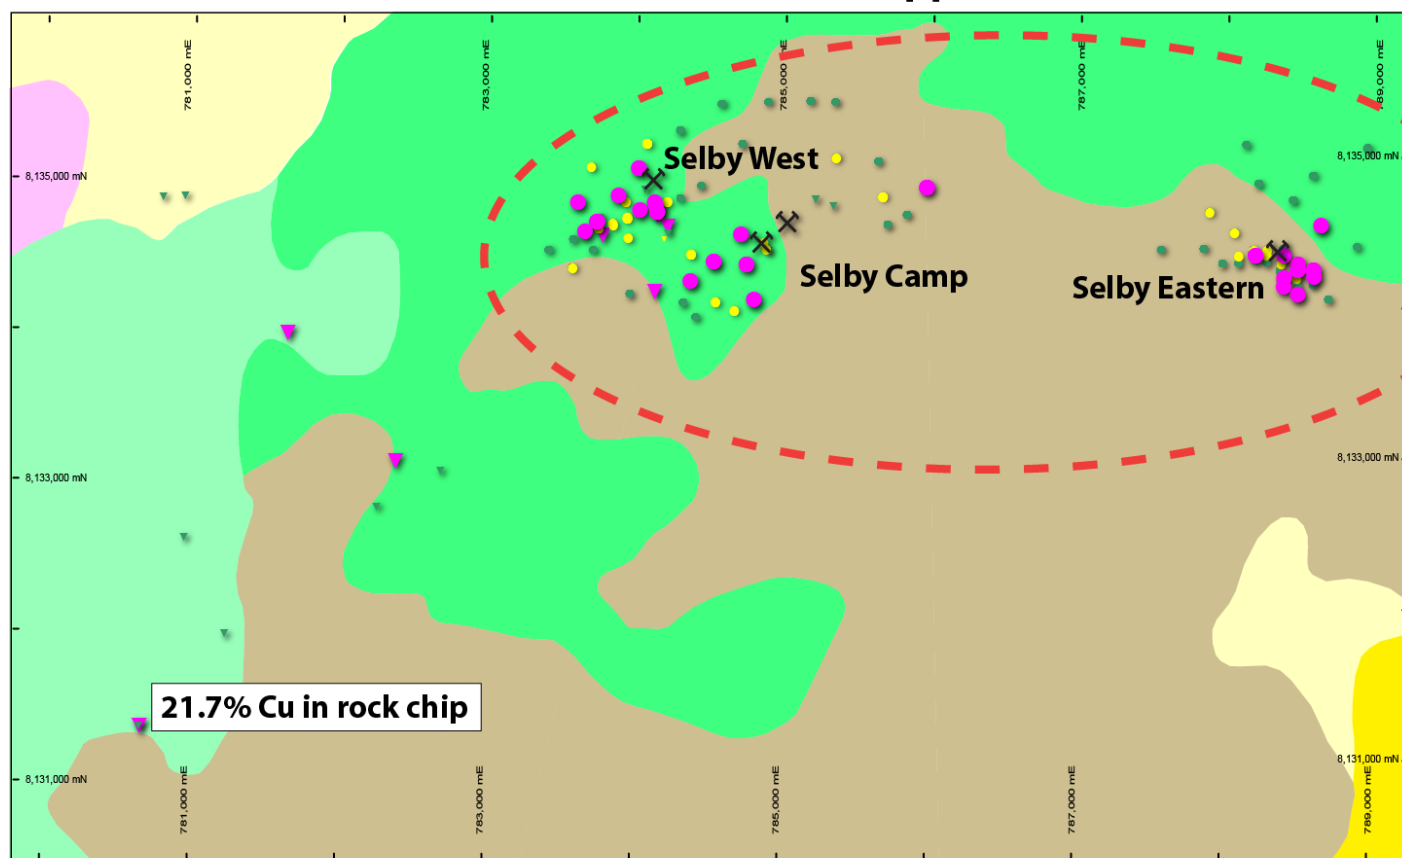 781,000 mE
783,000 mE
785,000 mE
787,000 mE
789,000 mE
8,135,000 mN
8,135,000 mN
Selby West
Selby Camp
Selby Eastern
8,133,000 mN
8,133,000 mN
21.7% Cu in rock chip
8,131,000 mN
8,131,000 mN
781,000 mE
783,000 mE
785,000 mE
787,000 mE
789,000 mE